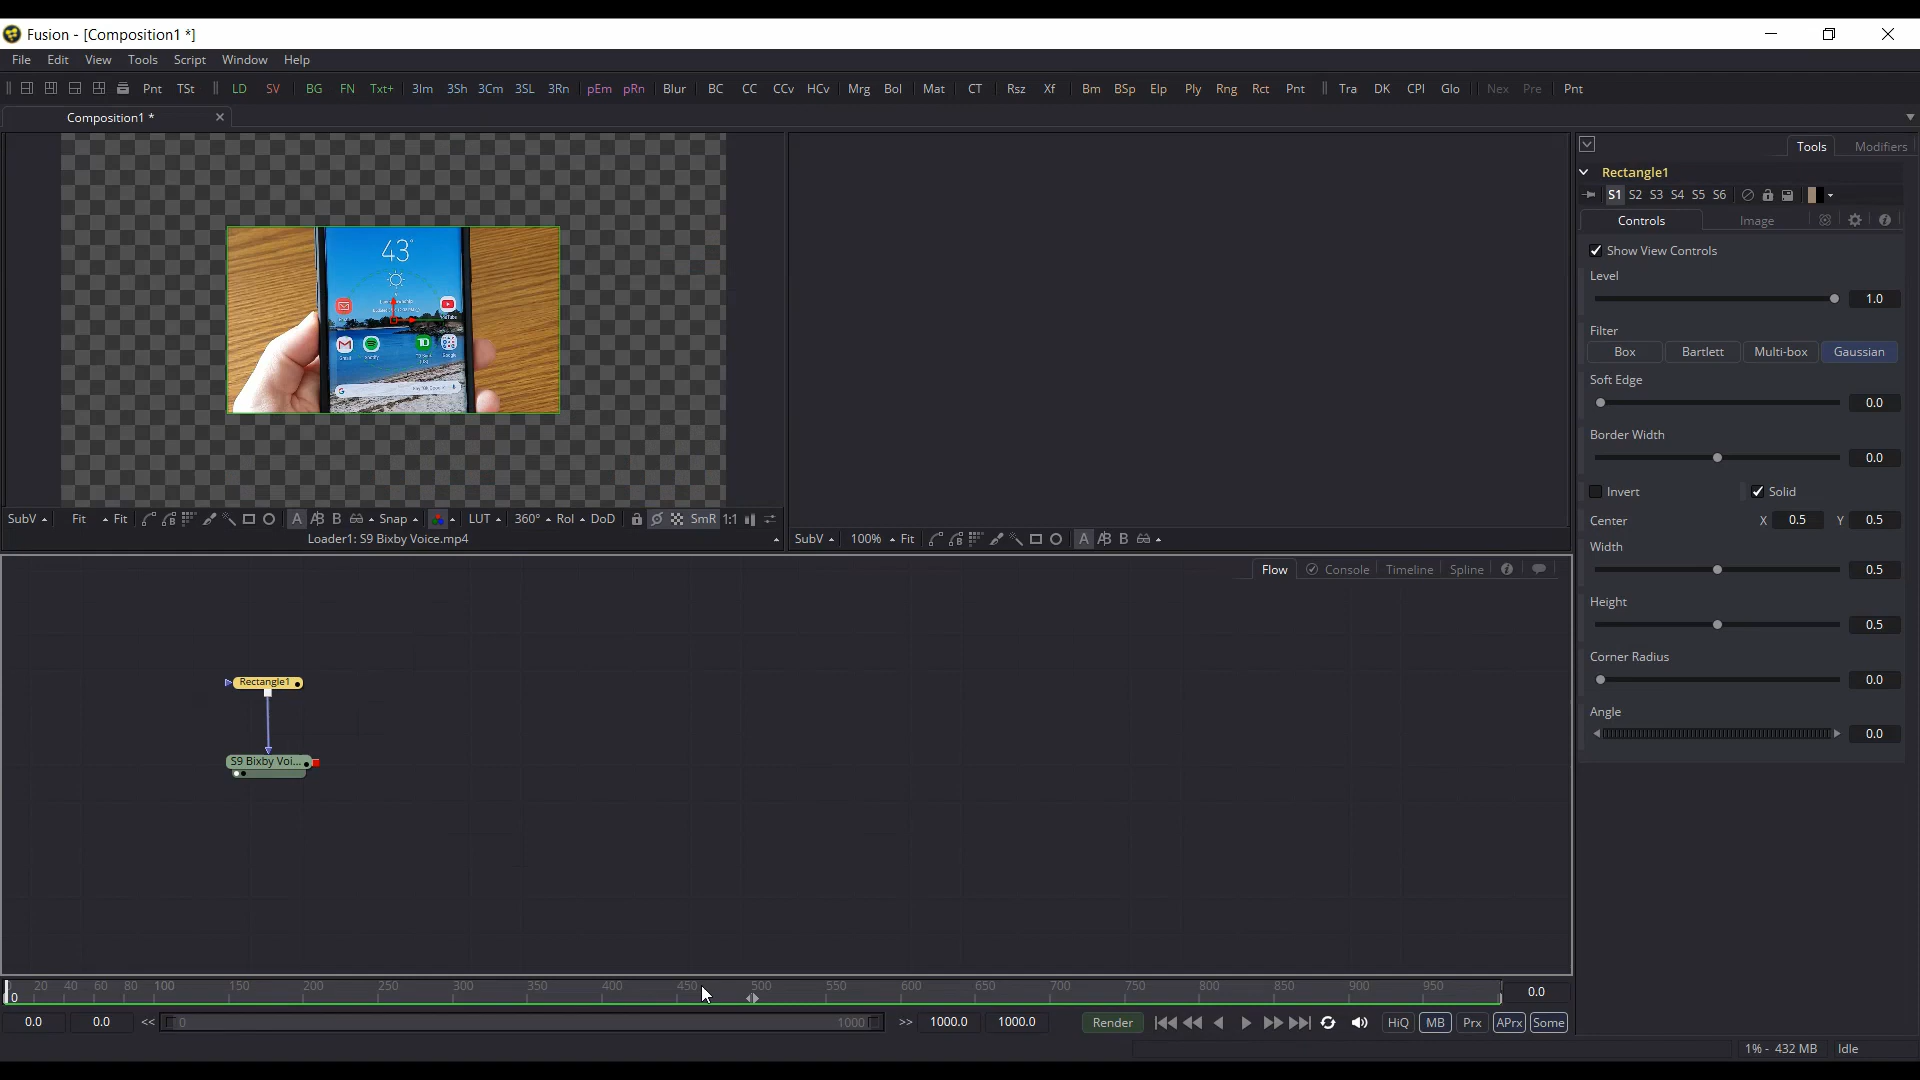 Fusion - [Composition1 *]
File Edit View Tools Script Window Help
Pnt TSt LD SV BG FN Txt+ 3Im 3Sh 3Cm 3SL 3Rn pEm pRn Blur BC CC CCv HCv Mrg Bol Mat CT Rsz Xf Bm BSp Elp Ply Rng Rct Pnt Tra DK CPl Glo Nex Pre Pnt
Composition1 *
Tools Modifiers
Rectangle1
S1 S2 S3 S4 S5 S6
Controls Image
Show View Controls
Level
1.0
Filter
Box Bartlett Multi-box Gaussian
Soft Edge
0.0
Border Width
0.0
Invert Solid
Center X 0.5 Y 0.5
Width
0.5
Height
0.5
Corner Radius
0.0
Angle
0.0
43°
YouTube
Gmail Spotify Google
SubV Fit Fit A B Snap LUT 360° RoI DoD SmR 1:1
Loader1: S9 Bixby Voice.mp4
SubV 100% Fit A B
Flow Console Timeline Spline
Rectangle1
S9 Bixby Voi...
0 20 40 60 80 100 150 200 250 300 350 400 450 500 550 600 650 700 750 800 850 900 950 0.0
0.0 0.0 << 0 1000 >> 1000.0 1000.0 Render HiQ MB Prx APrx Some
1% - 432 MB Idle